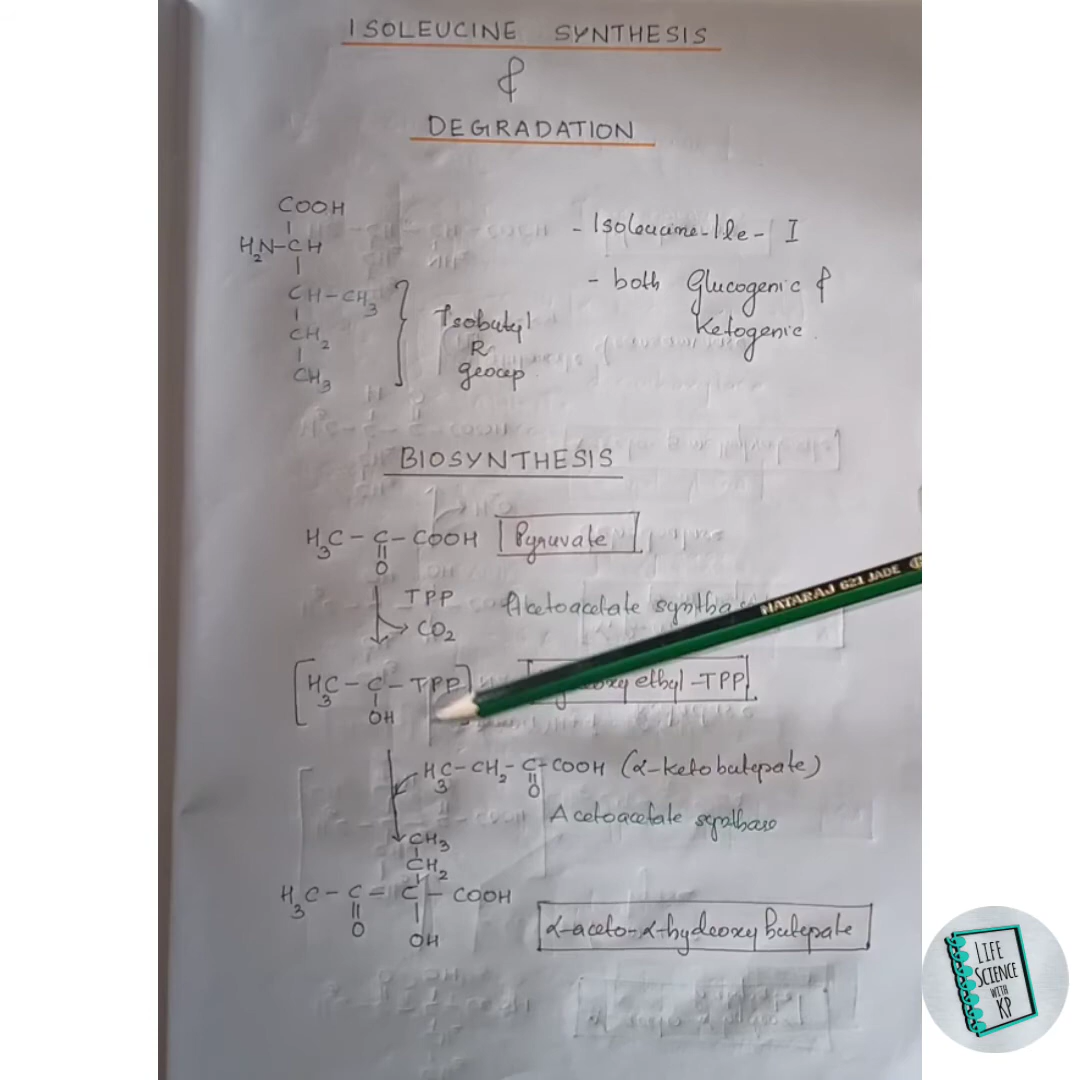 ISOLEUCINE SYNTHESIS
&
DEGRADATION
COOH
H2N-CH
CH-CH3
CH2
CH3
Isobutyl
R
group
- Isoleucine-Ile- I
- both Glucogenic &
Ketogenic.
BIOSYNTHESIS
H3C-C-COOH Pyruvate
O
TPP Acetoacetate syntha
CO2
NATARAJ 621 JADE
[H3C-C-TPP] oxyethyl-TPP
OH
H3C-CH2-C-COOH (α-ketobutyrate)
O
Acetoacetate synthase
CH3
CH2
H3C-C=C-COOH
O
OH
α-aceto-α-hydroxy butyrate
LIFE
SCIENCE
WITH
KP